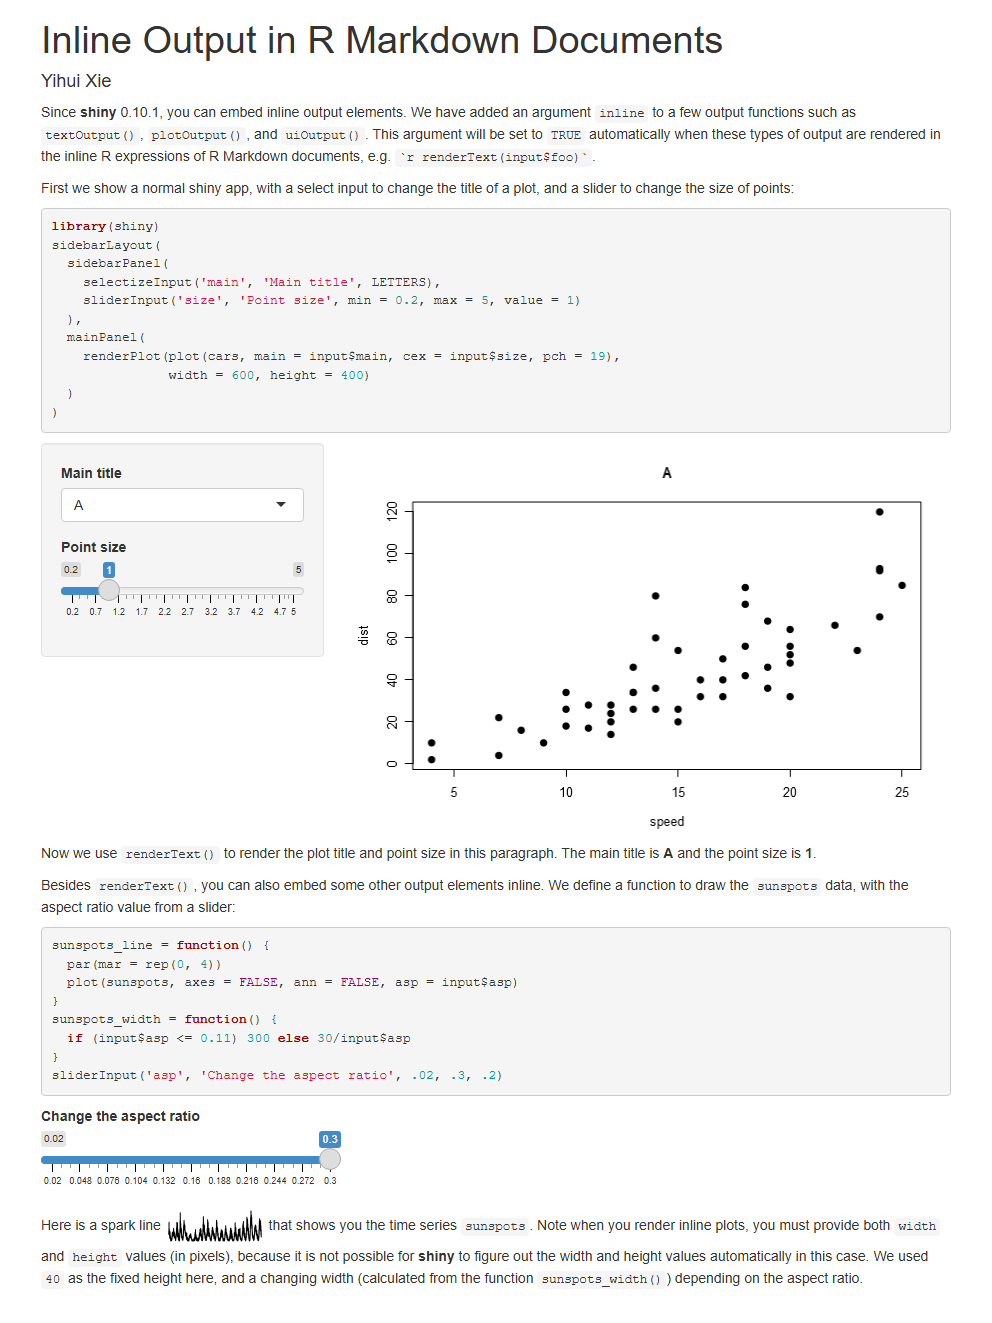 Inline Output in R Markdown Documents
Yihui Xie
Since shiny 0.10.1, you can embed inline output elements. We have added an argument inline to a few output functions such as
textOutput(), plotOutput(), and uiOutput(). This argument will be set to TRUE automatically when these types of output are rendered in
the inline R expressions of R Markdown documents, e.g. `r renderText(input$foo)`.
First we show a normal shiny app, with a select input to change the title of a plot, and a slider to change the size of points:
library(shiny)
sidebarLayout(
  sidebarPanel(
    selectizeInput('main', 'Main title', LETTERS),
    sliderInput('size', 'Point size', min = 0.2, max = 5, value = 1)
  ),
  mainPanel(
    renderPlot(plot(cars, main = input$main, cex = input$size, pch = 19),
               width = 600, height = 400)
  )
)
Main title
A
Point size
0.2 1 5
0.2 0.7 1.2 1.7 2.2 2.7 3.2 3.7 4.2 4.7 5
A
120
100
80
60
40
20
0
dist
5 10 15 20 25
speed
Now we use renderText() to render the plot title and point size in this paragraph. The main title is A and the point size is 1.
Besides renderText(), you can also embed some other output elements inline. We define a function to draw the sunspots data, with the
aspect ratio value from a slider:
sunspots_line = function() {
  par(mar = rep(0, 4))
  plot(sunspots, axes = FALSE, ann = FALSE, asp = input$asp)
}
sunspots_width = function() {
  if (input$asp <= 0.11) 300 else 30/input$asp
}
sliderInput('asp', 'Change the aspect ratio', .02, .3, .2)
Change the aspect ratio
0.02 0.3
0.02 0.048 0.076 0.104 0.132 0.16 0.188 0.216 0.244 0.272 0.3
Here is a spark line that shows you the time series sunspots. Note when you render inline plots, you must provide both width
and height values (in pixels), because it is not possible for shiny to figure out the width and height values automatically in this case. We used
40 as the fixed height here, and a changing width (calculated from the function sunspots_width()) depending on the aspect ratio.